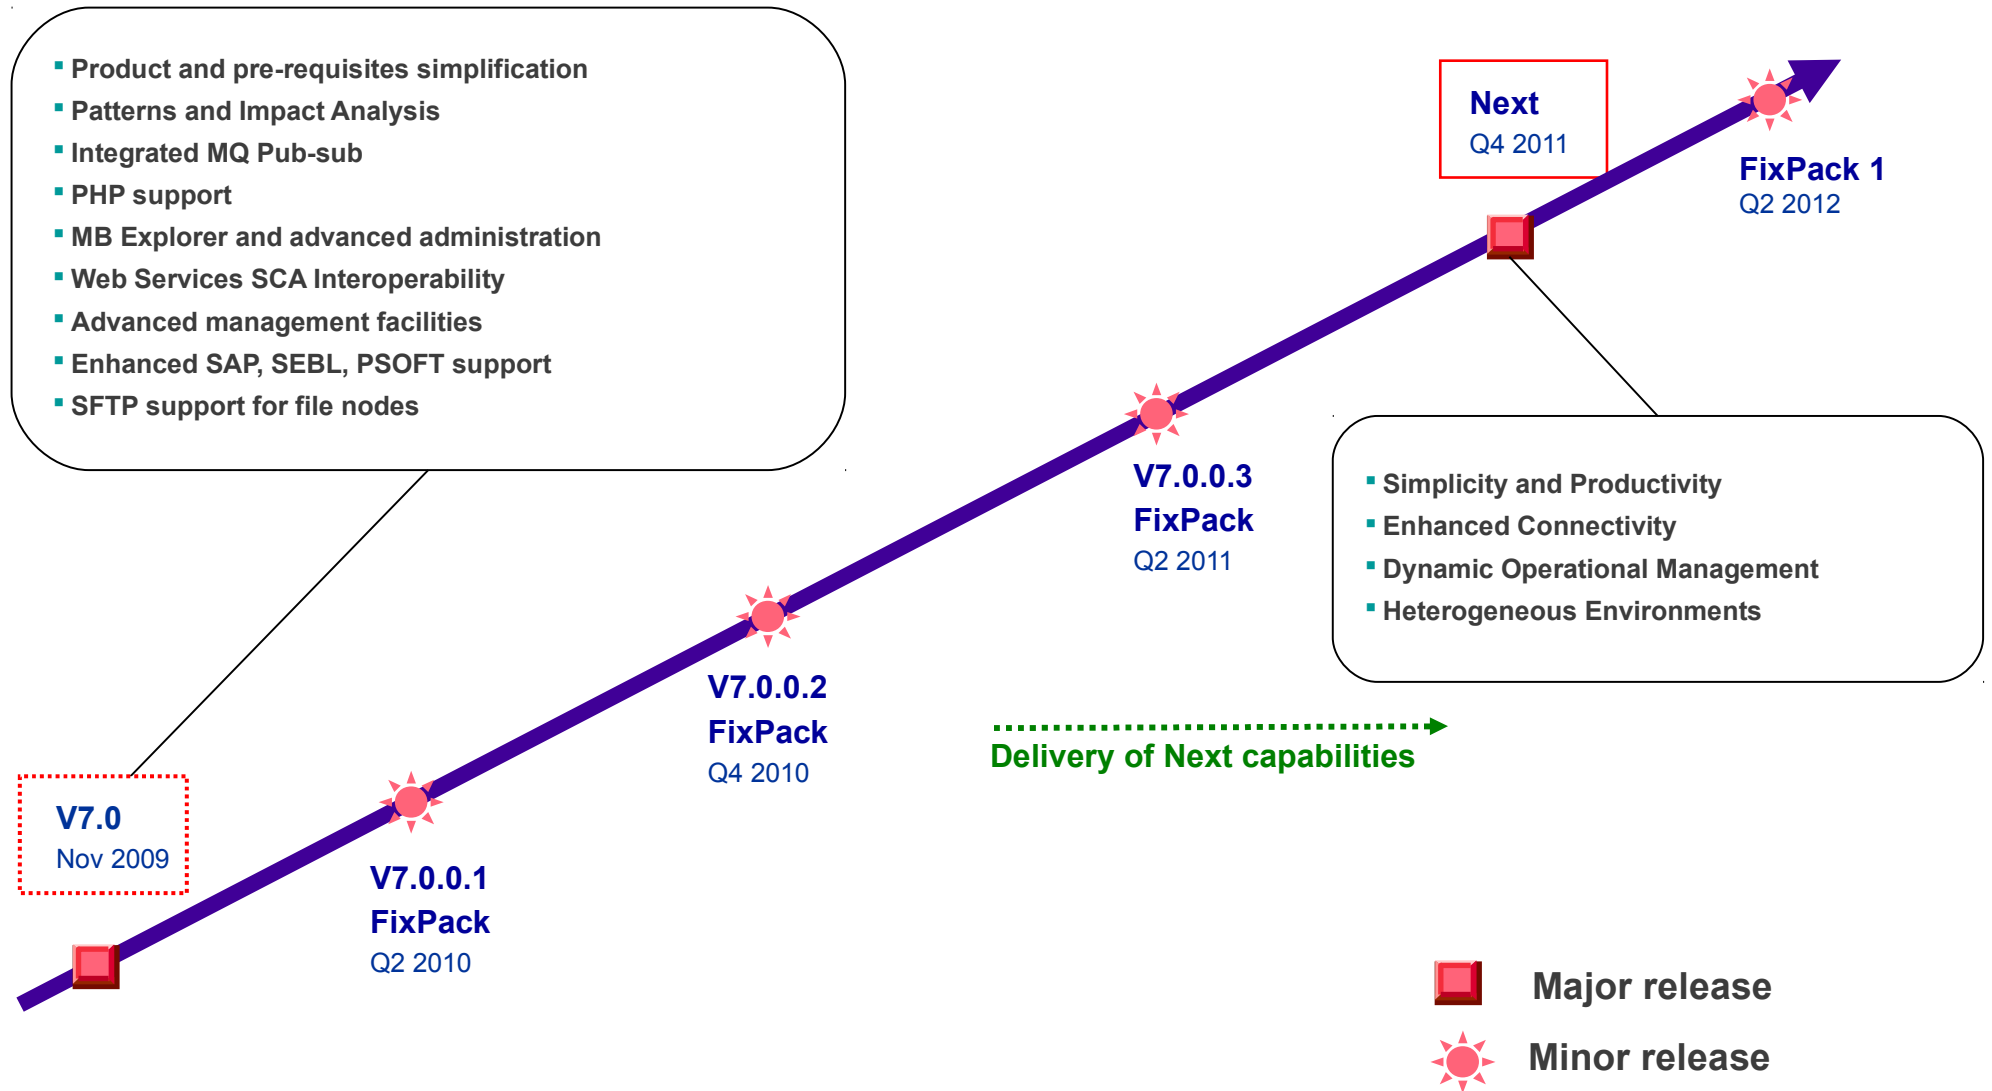 Product and pre-requisites simplification
Patterns and Impact Analysis
Integrated MQ Pub-sub
PHP support
MB Explorer and advanced administration
Web Services SCA Interoperability
Advanced management facilities
Enhanced SAP, SEBL, PSOFT support
SFTP support for file nodes
Next
Q4 2011
FixPack 1
Q2 2012
V7.0.0.3
FixPack
Q2 2011
Simplicity and Productivity
Enhanced Connectivity
Dynamic Operational Management
Heterogeneous Environments
V7.0.0.2
FixPack
Q4 2010
Delivery of Next capabilities
V7.0
Nov 2009
V7.0.0.1
FixPack
Q2 2010
Major release
Minor release